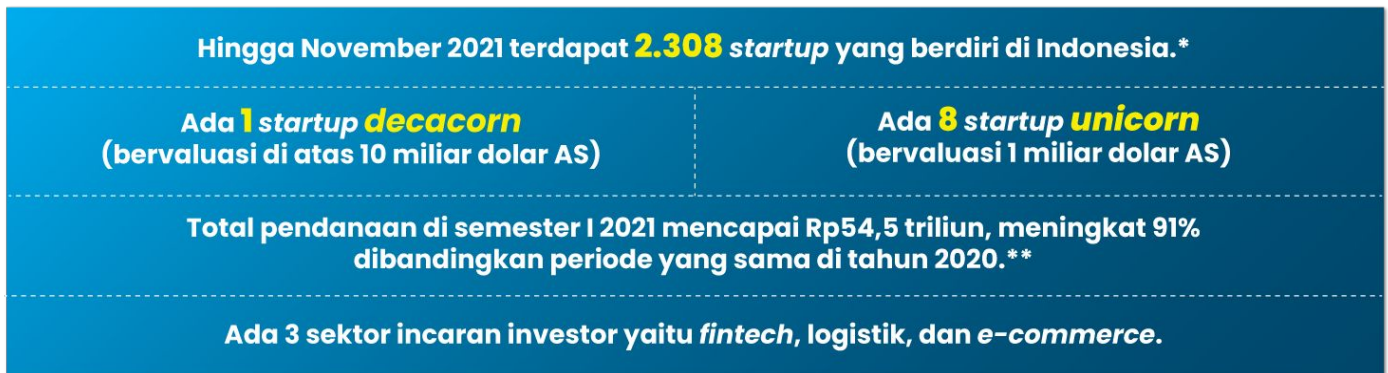 Hingga November 2021 terdapat 2.308 startup yang berdiri di Indonesia.*
Ada 1 startup decacorn
(bervaluasi di atas 10 miliar dolar AS)
Ada 8 startup unicorn
(bervaluasi 1 miliar dolar AS)
Total pendanaan di semester I 2021 mencapai Rp54,5 triliun, meningkat 91%
dibandingkan periode yang sama di tahun 2020.**
Ada 3 sektor incaran investor yaitu fintech, logistik, dan e-commerce.